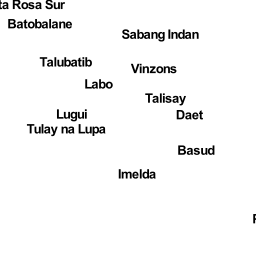 ta Rosa Sur
Batobalane
Sabang Indan
Talubatib
Vinzons
Labo
Talisay
Lugui
Daet
Tulay na Lupa
Basud
Imelda